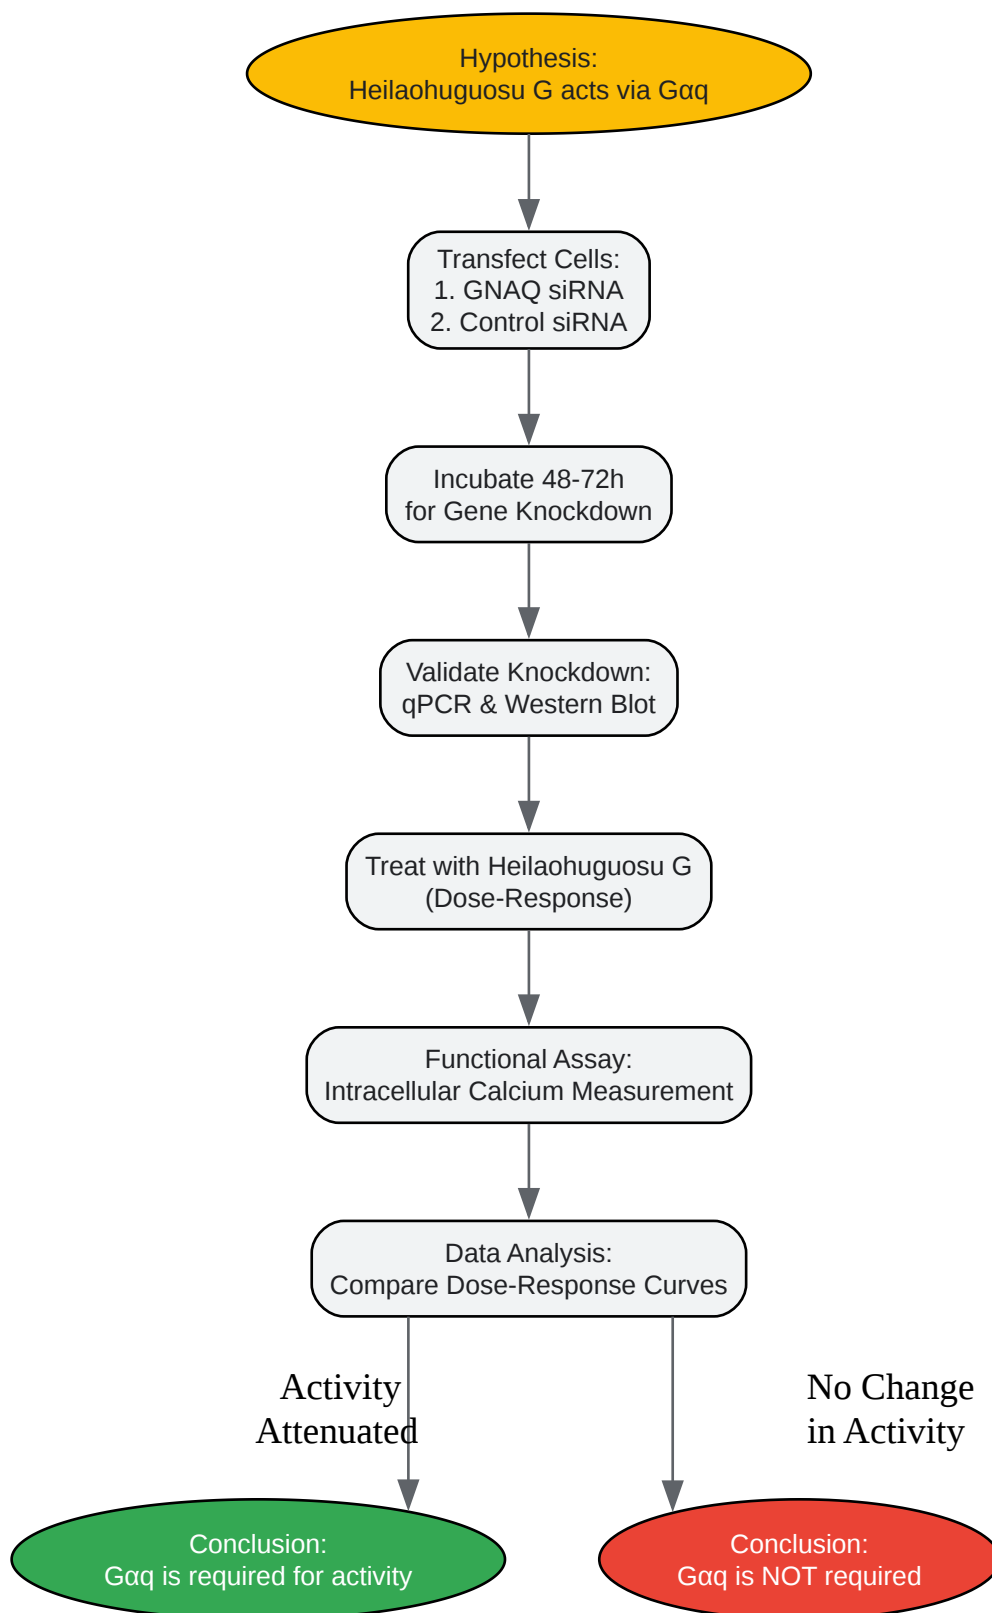 Hypothesis:
Heilaohuguosu G acts via Gαq
Transfect Cells:
1. GNAQ siRNA
2. Control siRNA
Incubate 48-72h
for Gene Knockdown
Validate Knockdown:
qPCR & Western Blot
Treat with Heilaohuguosu G
(Dose-Response)
Functional Assay:
Intracellular Calcium Measurement
Data Analysis:
Compare Dose-Response Curves
Activity
Attenuated
No Change
in Activity
Conclusion:
Gαq is required for activity
Conclusion:
Gαq is NOT required